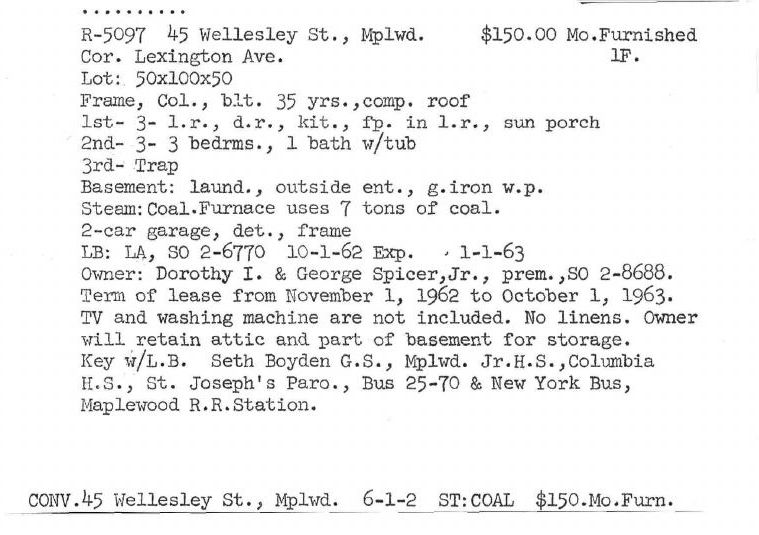 ..........
R-5097 45 Wellesley St., Mplwd. $150.00 Mo.Furnished
Cor. Lexington Ave. 1F.
Lot: 50x100x50
Frame, Col., blt. 35 yrs.,comp. roof
1st- 3- l.r., d.r., kit., fp. in l.r., sun porch
2nd- 3- 3 bedrms., 1 bath w/tub
3rd- Trap
Basement: laund., outside ent., g.iron w.p.
Steam:Coal.Furnace uses 7 tons of coal.
2-car garage, det., frame
LB: LA, SO 2-6770 10-1-62 Exp. 1-1-63
Owner: Dorothy I. & George Spicer,Jr., prem.,SO 2-8688.
Term of lease from November 1, 1962 to October 1, 1963.
TV and washing machine are not included. No linens. Owner
will retain attic and part of basement for storage.
Key w/L.B. Seth Boyden G.S., Mplwd. Jr.H.S.,Columbia
H.S., St. Joseph's Paro., Bus 25-70 & New York Bus,
Maplewood R.R.Station.
CONV.45 Wellesley St., Mplwd. 6-1-2 ST:COAL $150.Mo.Furn.